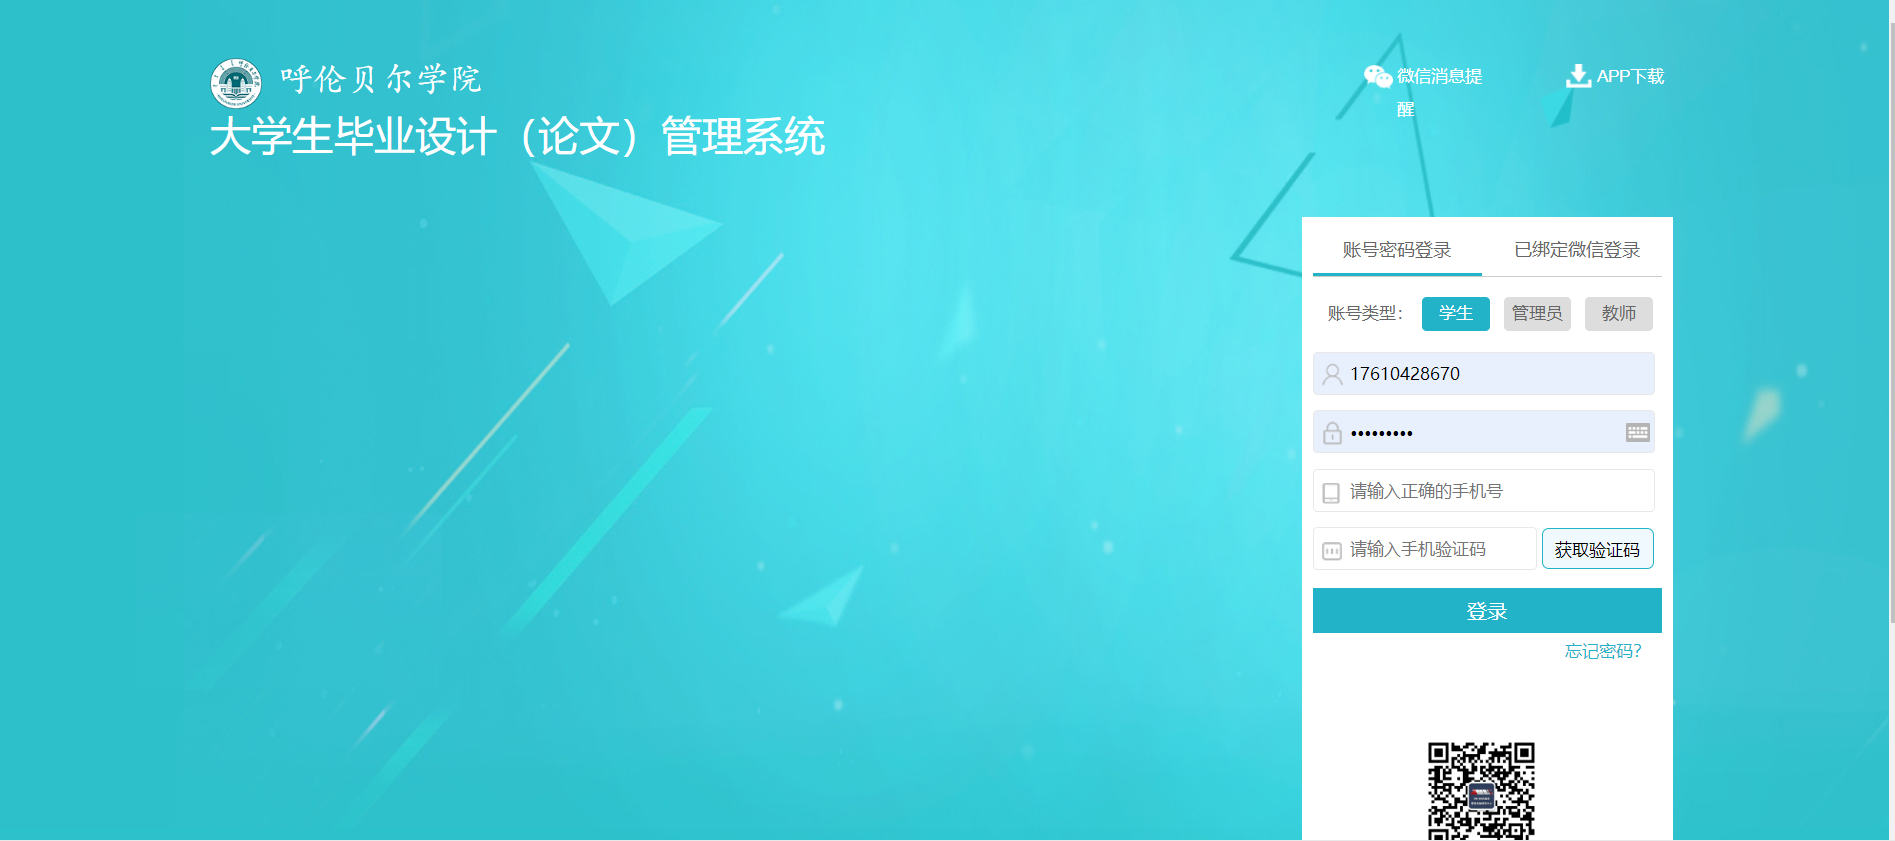 呼伦贝尔学院
大学生毕业设计（论文）管理系统
微信消息提
醒
APP下载
账号密码登录
已绑定微信登录
账号类型：
学生
管理员
教师
17610428670
•••••••••
请输入正确的手机号
请输入手机验证码
获取验证码
登录
忘记密码?